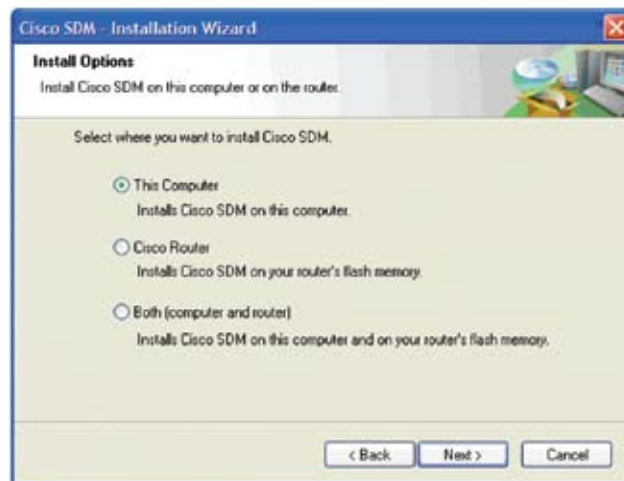 Cisco SDM - Installation Wizard
Install Options
Install Cisco SDM on this computer or on the router.
Select where you want to install Cisco SDM.
This Computer
Installs Cisco SDM on this computer.
Cisco Router
Installs Cisco SDM on your router's flash memory.
Both (computer and router)
Installs Cisco SDM on this computer and on your router's flash memory.
< Back Next > Cancel